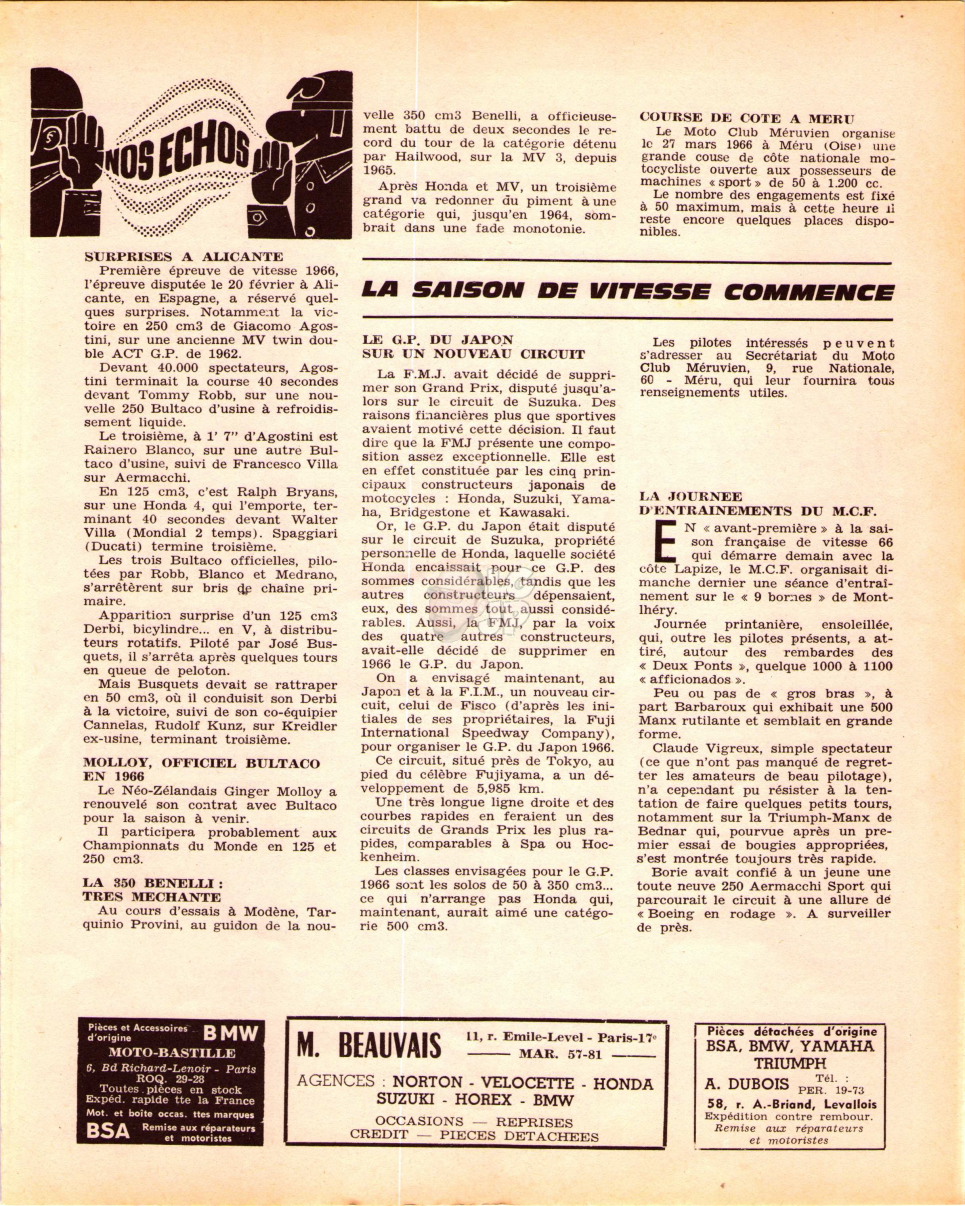 NOS ECHOS
SURPRISES A ALICANTE
Première épreuve de vitesse 1966,
l'épreuve disputée le 20 février à Ali-
cante, en Espagne, a réservé quel-
ques surprises. Notamment la vic-
toire en 250 cm3 de Giacomo Agos-
tini, sur une ancienne MV twin dou-
ble ACT G.P. de 1962.
Devant 40.000 spectateurs, Agos-
tini terminait la course 40 secondes
devant Tommy Robb, sur une nou-
velle 250 Bultaco d'usine à refroidis-
sement liquide.
Le troisième, à 1' 7" d'Agostini est
Rainero Blanco, sur une autre Bul-
taco d'usine, suivi de Francesco Villa
sur Aermacchi.
En 125 cm3, c'est Ralph Bryans,
sur une Honda 4, qui l'emporte, ter-
minant 40 secondes devant Walter
Villa (Mondial 2 temps). Spaggiari
(Ducati) termine troisième.
Les trois Bultaco officielles, pilo-
tées par Robb, Blanco et Medrano,
s'arrêtèrent sur bris de chaîne pri-
maire.
Apparition surprise d'un 125 cm3
Derbi, bicylindre... en V, à distribu-
teurs rotatifs. Piloté par José Bus-
quets, il s'arrêta après quelques tours
en queue de peloton.
Mais Busquets devait se rattraper
en 50 cm3, où il conduisit son Derbi
à la victoire, suivi de son co-équipier
Cannelas, Rudolf Kunz, sur Kreidler
ex-usine, terminant troisième.
MOLLOY, OFFICIEL BULTACO
EN 1966
Le Néo-Zélandais Ginger Molloy a
renouvelé son contrat avec Bultaco
pour la saison à venir.
Il participera probablement aux
Championnats du Monde en 125 et
250 cm3.
LA 350 BENELLI :
TRES MECHANTE
Au cours d'essais à Modène, Tar-
quinio Provini, au guidon de la nou-
velle 350 cm3 Benelli, a officieuse-
ment battu de deux secondes le re-
cord du tour de la catégorie détenu
par Hailwood, sur la MV 3, depuis
1965.
Après Honda et MV, un troisième
grand va redonner du piment à une
catégorie qui, jusqu'en 1964, som-
brait dans une fade monotonie.
COURSE DE COTE A MERU
Le Moto Club Méruvien organise
le 27 mars 1966 à Méru (Oise) une
grande couse de côte nationale mo-
tocycliste ouverte aux possesseurs de
machines « sport » de 50 à 1.200 cc.
Le nombre des engagements est fixé
à 50 maximum, mais à cette heure il
reste encore quelques places dispo-
nibles.
LA SAISON DE VITESSE COMMENCE
LE G.P. DU JAPON
SUR UN NOUVEAU CIRCUIT
La F.M.J. avait décidé de suppri-
mer son Grand Prix, disputé jusqu'a-
lors sur le circuit de Suzuka. Des
raisons financières plus que sportives
avaient motivé cette décision. Il faut
dire que la FMJ présente une compo-
sition assez exceptionnelle. Elle est
en effet constituée par les cinq prin-
cipaux constructeurs japonais de
motocycles : Honda, Suzuki, Yama-
ha, Bridgestone et Kawasaki.
Or, le G.P. du Japon était disputé
sur le circuit de Suzuka, propriété
personnelle de Honda, laquelle société
Honda encaissait pour ce G.P. des
sommes considérables, tandis que les
autres constructeurs dépensaient,
eux, des sommes tout aussi considé-
rables. Aussi, la FMJ, par la voix
des quatre autres constructeurs,
avait-elle décidé de supprimer en
1966 le G.P. du Japon.
On a envisagé maintenant, au
Japon et à la F.I.M., un nouveau cir-
cuit, celui de Fisco (d'après les ini-
tiales de ses propriétaires, la Fuji
International Speedway Company),
pour organiser le G.P. du Japon 1966.
Ce circuit, situé près de Tokyo, au
pied du célèbre Fujiyama, a un dé-
veloppement de 5,985 km.
Une très longue ligne droite et des
courbes rapides en feraient un des
circuits de Grands Prix les plus ra-
pides, comparables à Spa ou Hoc-
kenheim.
Les classes envisagées pour le G.P.
1966 sont les solos de 50 à 350 cm3...
ce qui n'arrange pas Honda qui,
maintenant, aurait aimé une catégo-
rie 500 cm3.
Les pilotes intéressés peuvent
s'adresser au Secrétariat du Moto
Club Méruvien, 9, rue Nationale,
60 - Méru, qui leur fournira tous
renseignements utiles.
LA JOURNEE
D'ENTRAINEMENTS DU M.C.F.
EN « avant-première » à la sai-
son française de vitesse 66
qui démarre demain avec la
côte Lapize, le M.C.F. organisait di-
manche dernier une séance d'entraî-
nement sur le « 9 bornes » de Mont-
lhéry.
Journée printanière, ensoleillée,
qui, outre les pilotes présents, a at-
tiré, autour des rembardes des
« Deux Ponts », quelque 1000 à 1100
« afficionados ».
Peu ou pas de « gros bras », à
part Barbaroux qui exhibait une 500
Manx rutilante et semblait en grande
forme.
Claude Vigreux, simple spectateur
(ce que n'ont pas manqué de regret-
ter les amateurs de beau pilotage),
n'a cependant pu résister à la ten-
tation de faire quelques petits tours,
notamment sur la Triumph-Manx de
Bednar qui, pourvue après un pre-
mier essai de bougies appropriées,
s'est montrée toujours très rapide.
Borie avait confié à un jeune une
toute neuve 250 Aermacchi Sport qui
parcourait le circuit à une allure de
« Boeing en rodage ». A surveiller
de près.
Pièces et Accessoires
d'origine BMW
MOTO-BASTILLE
6, Bd Richard-Lenoir - Paris
ROQ. 29-28
Toutes pièces en stock
Expéd. rapide tte la France
Mot. et boîte occas. ttes marques
BSA Remise aux réparateurs
et motoristes
M. BEAUVAIS 11, r. Emile-Level - Paris-17e
MAR. 57-81
AGENCES : NORTON - VELOCETTE - HONDA
SUZUKI - HOREX - BMW
OCCASIONS — REPRISES
CREDIT — PIECES DETACHEES
Pièces détachées d'origine
BSA, BMW, YAMAHA
TRIUMPH
A. DUBOIS Tél. :
PER. 19-73
58, r. A.-Briand, Levallois
Expédition contre rembour.
Remise aux réparateurs
et motoristes